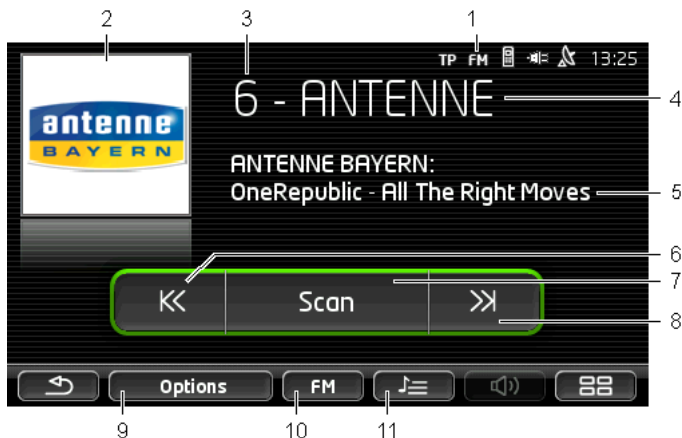 2 3 1
TP FM 13:25
6 - ANTENNE
4
antenne
BAYERN
ANTENNE BAYERN:
OneRepublic - All The Right Moves
5
6
7
Scan
8
Options FM
9 10 11